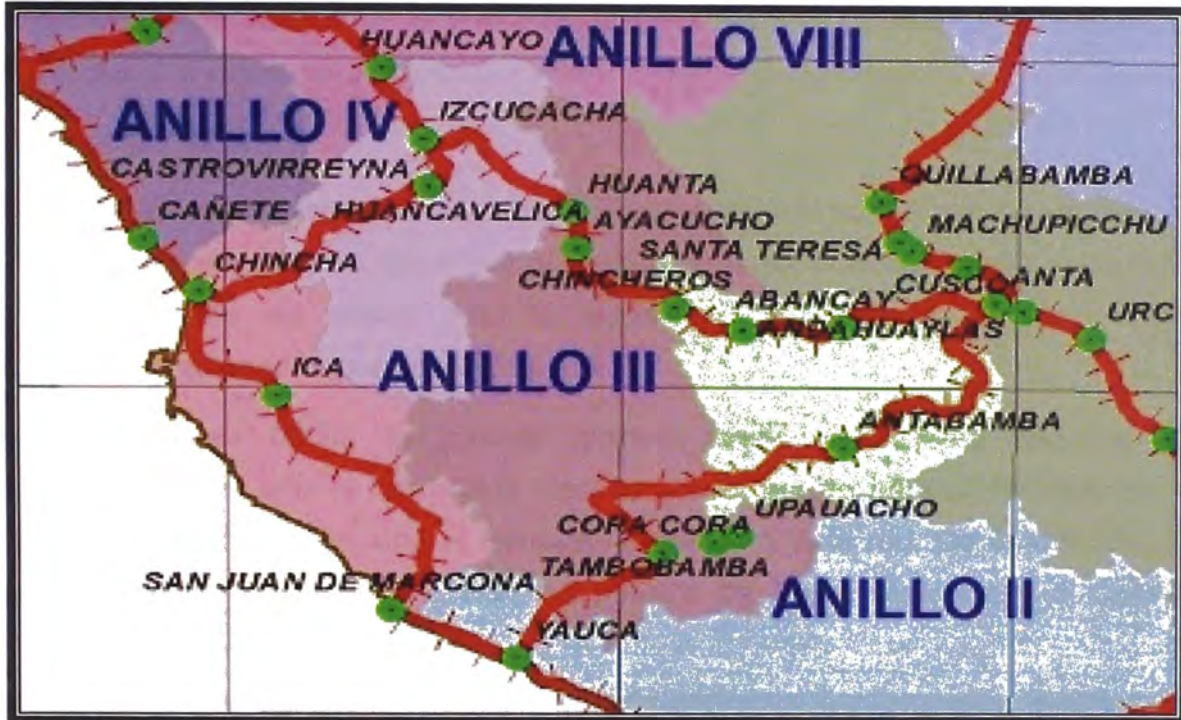 HUANCAYO
ANILLO VIII
ANILLO IV
IZCUCACHA
CASTROVIRREYNA
HUANTA
QUILLABAMBA
CAÑETE
HUANCAVELICA
AYACUCHO
MACHUPICCHU
SANTA TERESA
CHINCHA
CHINCHEROS
CUSCO
ANTA
ABANCAY
URC
ANDAHUAYLAS
ICA
ANILLO III
ANTABAMBA
UPAUACHO
CORA CORA
TAMBOBAMBA
SAN JUAN DE MARCONA
ANILLO II
YAUCA